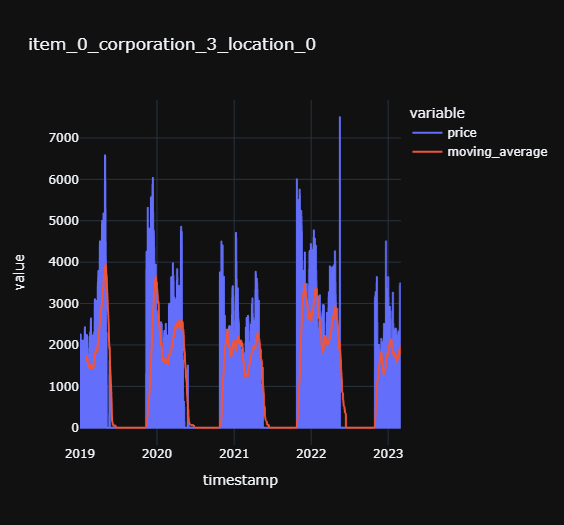 item_0_corporation_3_location_0
variable
price
moving_average
7000
6000
5000
4000
3000
2000
1000
0
value
2019
2020
2021
2022
2023
timestamp